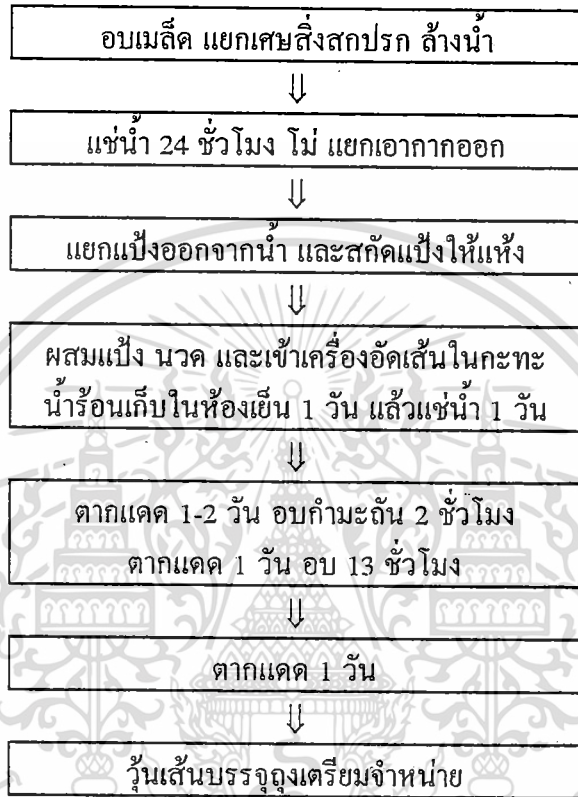 อบเมล็ด แยกเศษสิ่งสกปรก ล้างน้ำ
⇓
แช่น้ำ 24 ชั่วโมง โม่ แยกเอากากออก
⇓
แยกแป้งออกจากน้ำ และสกัดแป้งให้แห้ง
⇓
ผสมแป้ง นวด และเข้าเครื่องอัดเส้นในกะทะ
น้ำร้อนเก็บในห้องเย็น 1 วัน แล้วแช่น้ำ 1 วัน
⇓
ตากแดด 1-2 วัน อบกำมะถัน 2 ชั่วโมง
ตากแดด 1 วัน อบ 13 ชั่วโมง
⇓
ตากแดด 1 วัน
⇓
วุ้นเส้นบรรจุถุงเตรียมจำหน่าย